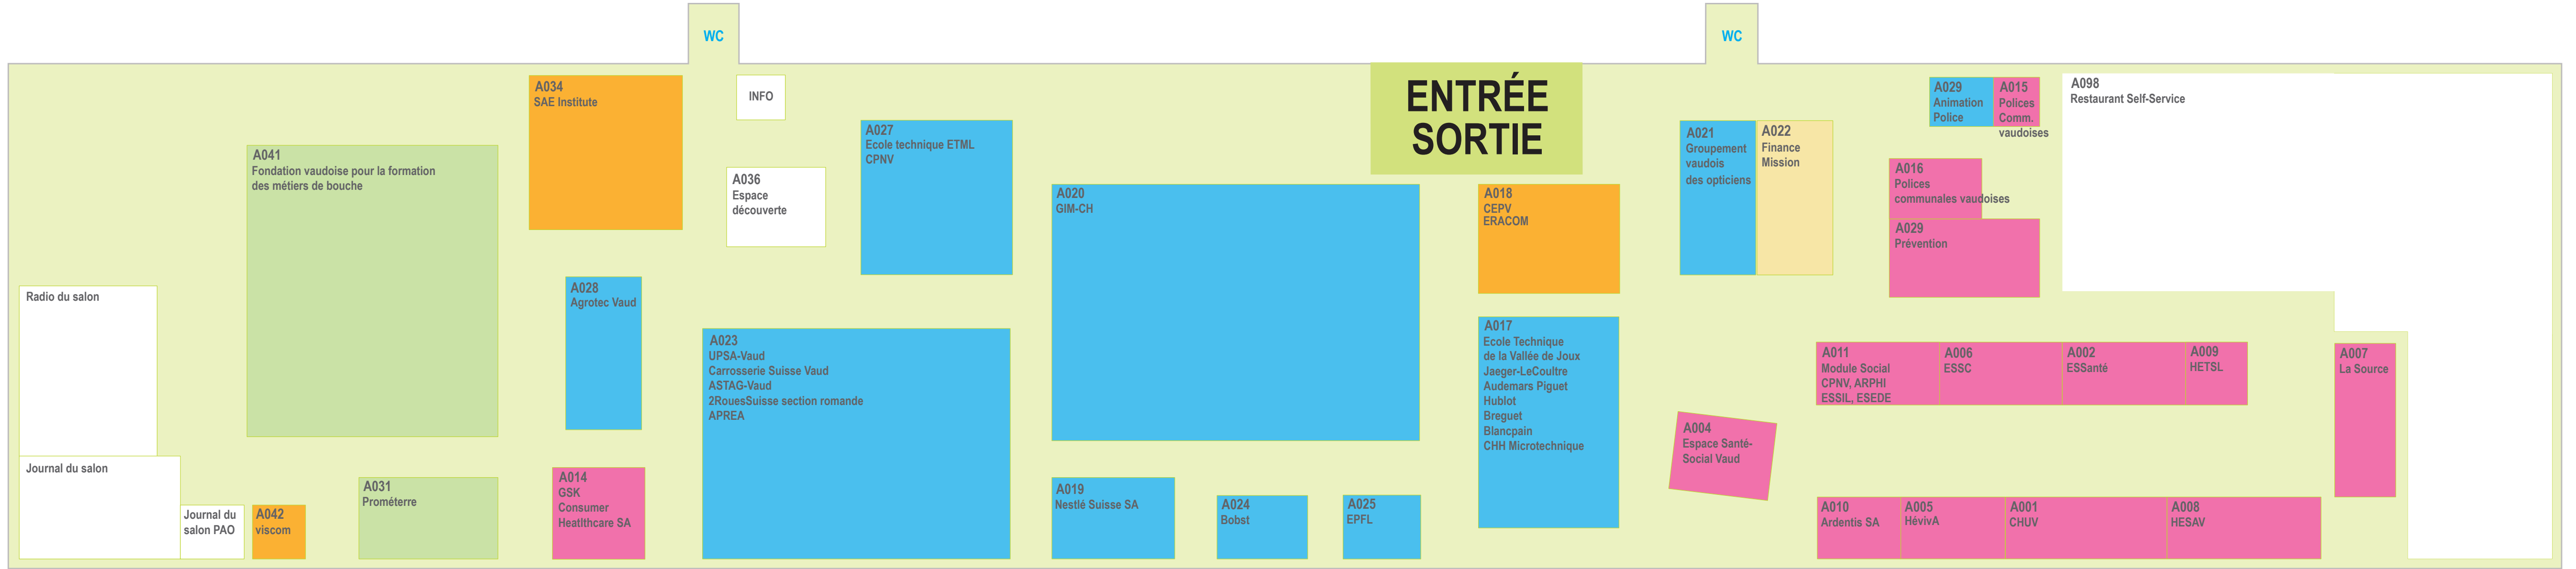 WC
WC
ENTRÉE
SORTIE
A034
SAE Institute
INFO
A041
Fondation vaudoise pour la formation
des métiers de bouche
A036
Espace
découverte
A027
Ecole technique ETML
CPNV
A020
GIM-CH
A018
CEPV
ERACOM
A021
Groupement
vaudois
des opticiens
A022
Finance
Mission
A029
Animation
Police
A015
Polices
Comm.
vaudoises
A098
Restaurant Self-Service
A016
Polices
communales vaudoises
A029
Prévention
Radio du salon
A028
Agrotec Vaud
A023
UPSA-Vaud
Carrosserie Suisse Vaud
ASTAG-Vaud
2RouesSuisse section romande
APREA
A017
Ecole Technique
de la Vallée de Joux
Jaeger-LeCoultre
Audemars Piguet
Hublot
Breguet
Blancpain
CHH Microtechnique
A011
Module Social
CPNV, ARPHI
ESSIL, ESEDE
A006
ESSC
A002
ESSanté
A009
HETSL
A007
La Source
A004
Espace Santé-
Social Vaud
Journal du salon
Journal du
salon PAO
A042
viscom
A031
Prométerre
A014
GSK
Consumer
Heatlthcare SA
A019
Nestlé Suisse SA
A024
Bobst
A025
EPFL
A010
Ardentis SA
A005
HévivA
A001
CHUV
A008
HESAV